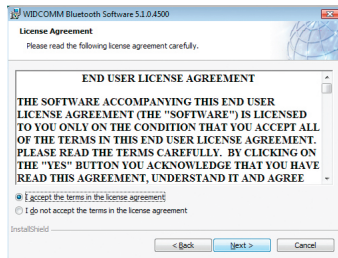 WIDCOMM Bluetooth Software 5.1.0.4500
License Agreement
Please read the following license agreement carefully.
END USER LICENSE AGREEMENT
THE SOFTWARE ACCOMPANYING THIS END USER
LICENSE AGREEMENT (THE "SOFTWARE") IS LICENSED
TO YOU ONLY ON THE CONDITION THAT YOU ACCEPT ALL
OF THE TERMS IN THIS END USER LICENSE AGREEMENT.
PLEASE READ THE TERMS CAREFULLY. BY CLICKING ON
THE "YES" BUTTON YOU ACKNOWLEDGE THAT YOU HAVE
READ THIS AGREEMENT, UNDERSTAND IT AND AGREE
I accept the terms in the license agreement
I do not accept the terms in the license agreement
InstallShield
< Back Next > Cancel